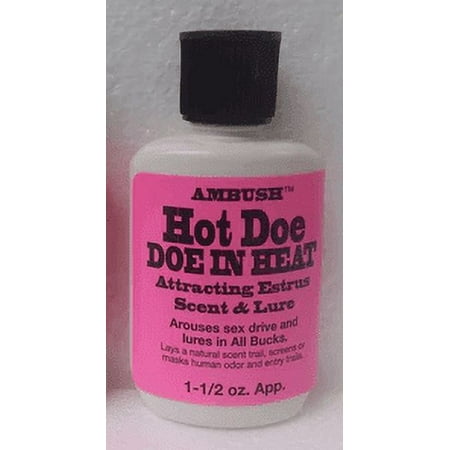 AMBUSH™
Hot Doe
DOE IN HEAT
Attracting Estrus
Scent & Lure
Arouses sex drive and
lures in All Bucks.
Lays a natural scent trail, screens or
masks human odor and entry trails.
1-1/2 oz. App.